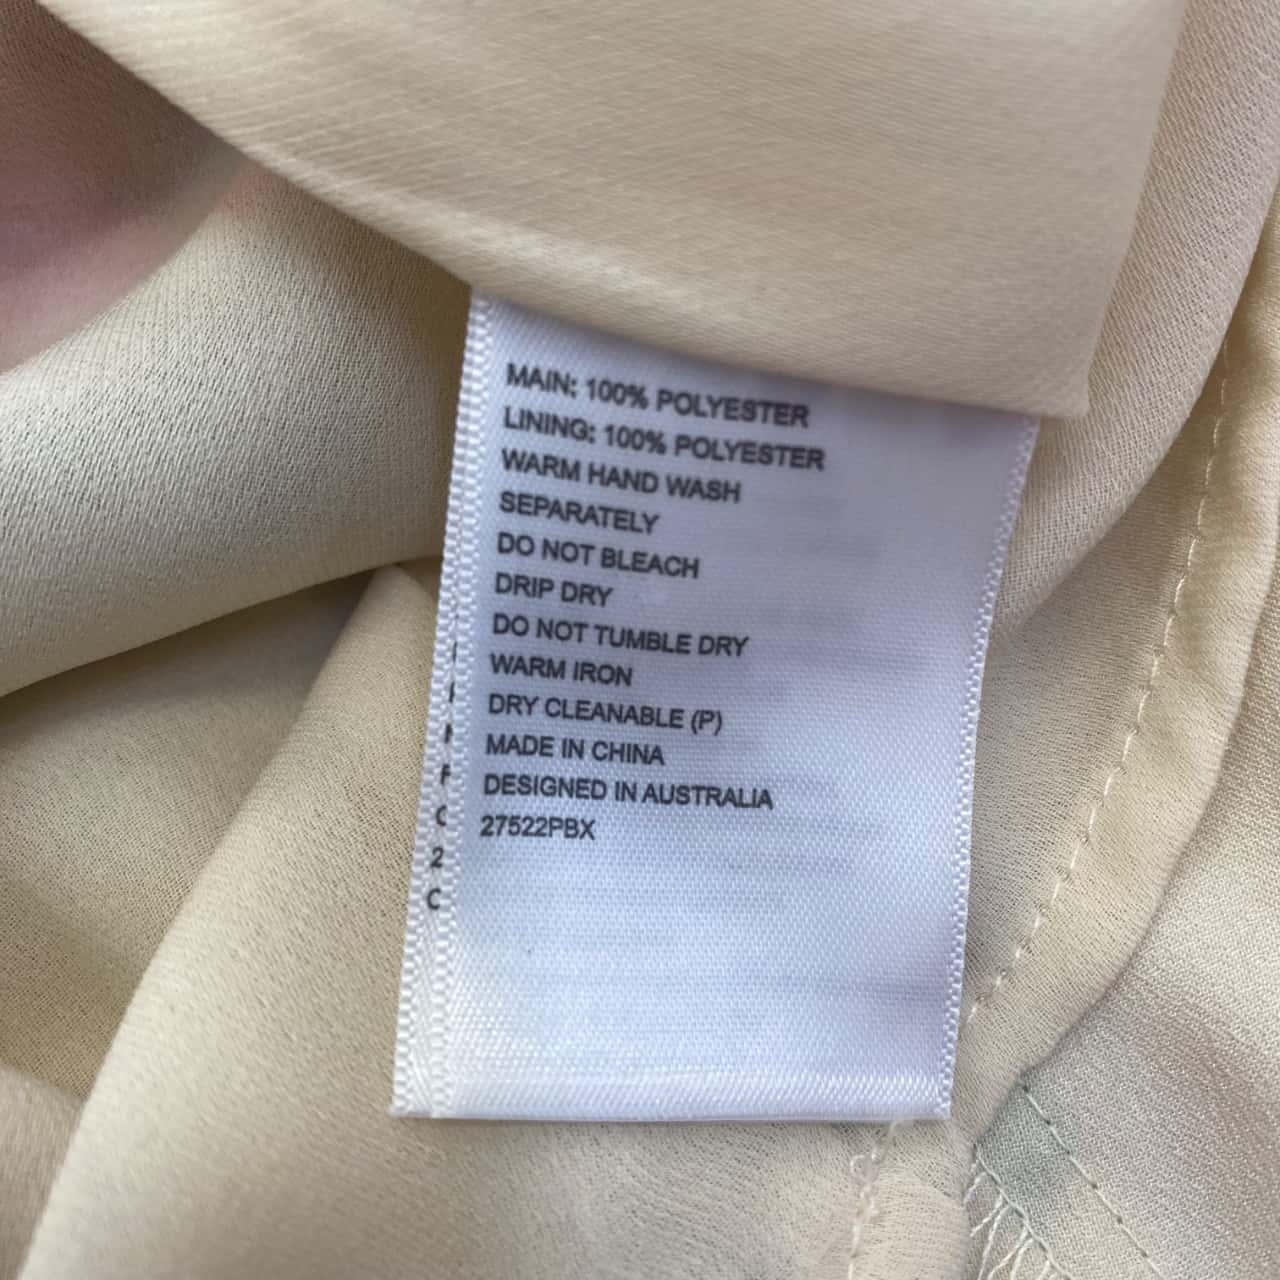 MAIN: 100% POLYESTER
LINING: 100% POLYESTER
WARM HAND WASH
SEPARATELY
DO NOT BLEACH
DRIP DRY
DO NOT TUMBLE DRY
WARM IRON
DRY CLEANABLE (P)
MADE IN CHINA
DESIGNED IN AUSTRALIA
27522PBX